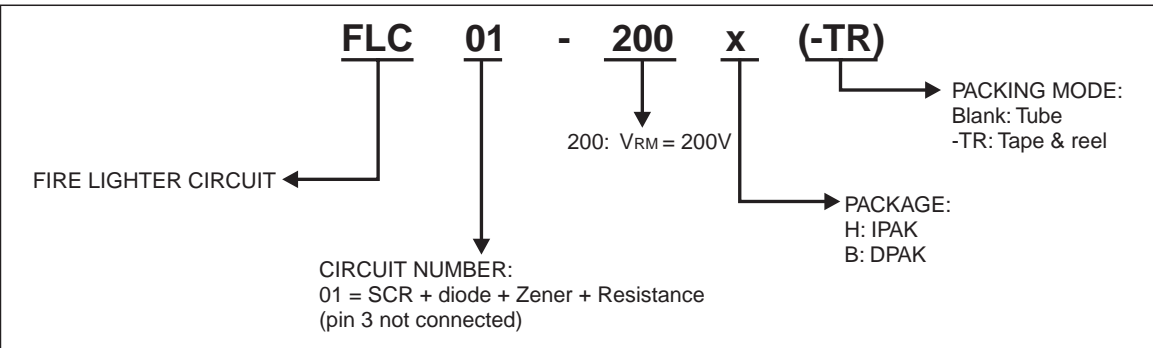 FLC 01 - 200 x (-TR)
PACKING MODE:
Blank: Tube
-TR: Tape & reel
200: VRM = 200V
FIRE LIGHTER CIRCUIT
PACKAGE:
H: IPAK
B: DPAK
CIRCUIT NUMBER:
01 = SCR + diode + Zener + Resistance
(pin 3 not connected)